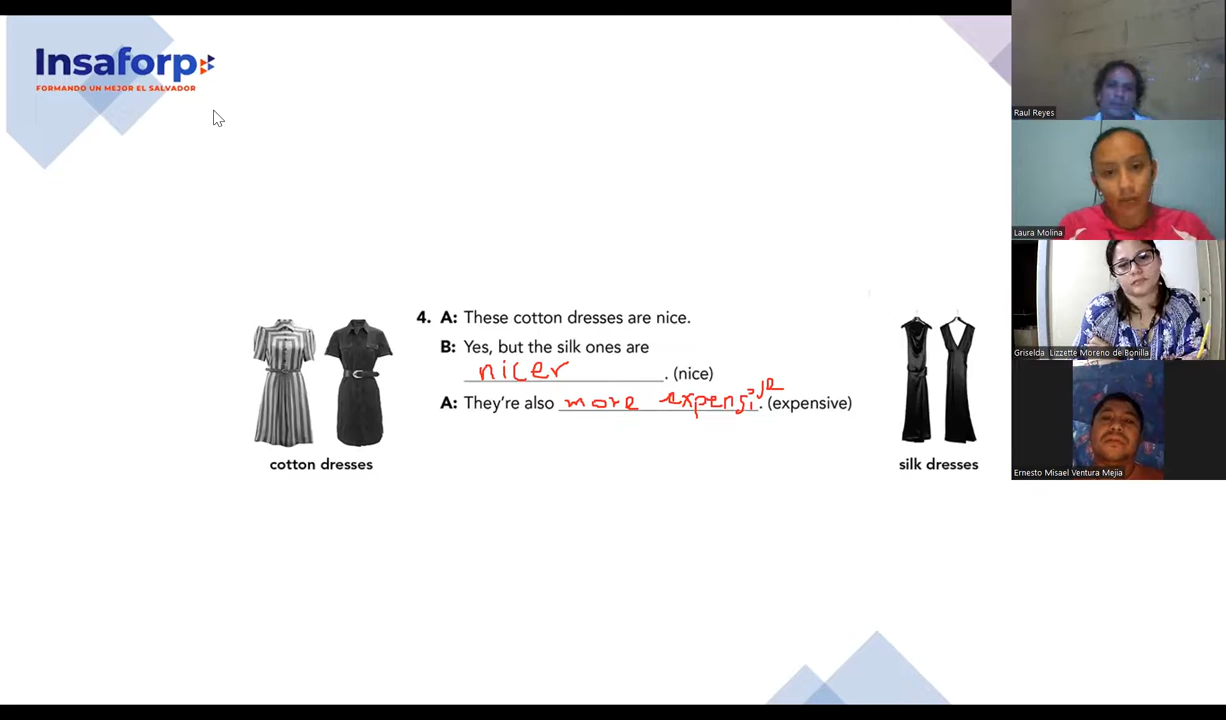 Insaforp
FORMANDO UN MEJOR EL SALVADOR
4. A: These cotton dresses are nice.
B: Yes, but the silk ones are
nicer. (nice)
A: They're also more expensive. (expensive)
cotton dresses
silk dresses
Raul Reyes
Laura Molina
Griselda Lizzette Moreno de Bonilla
Ernesto Misael Ventura Mejia